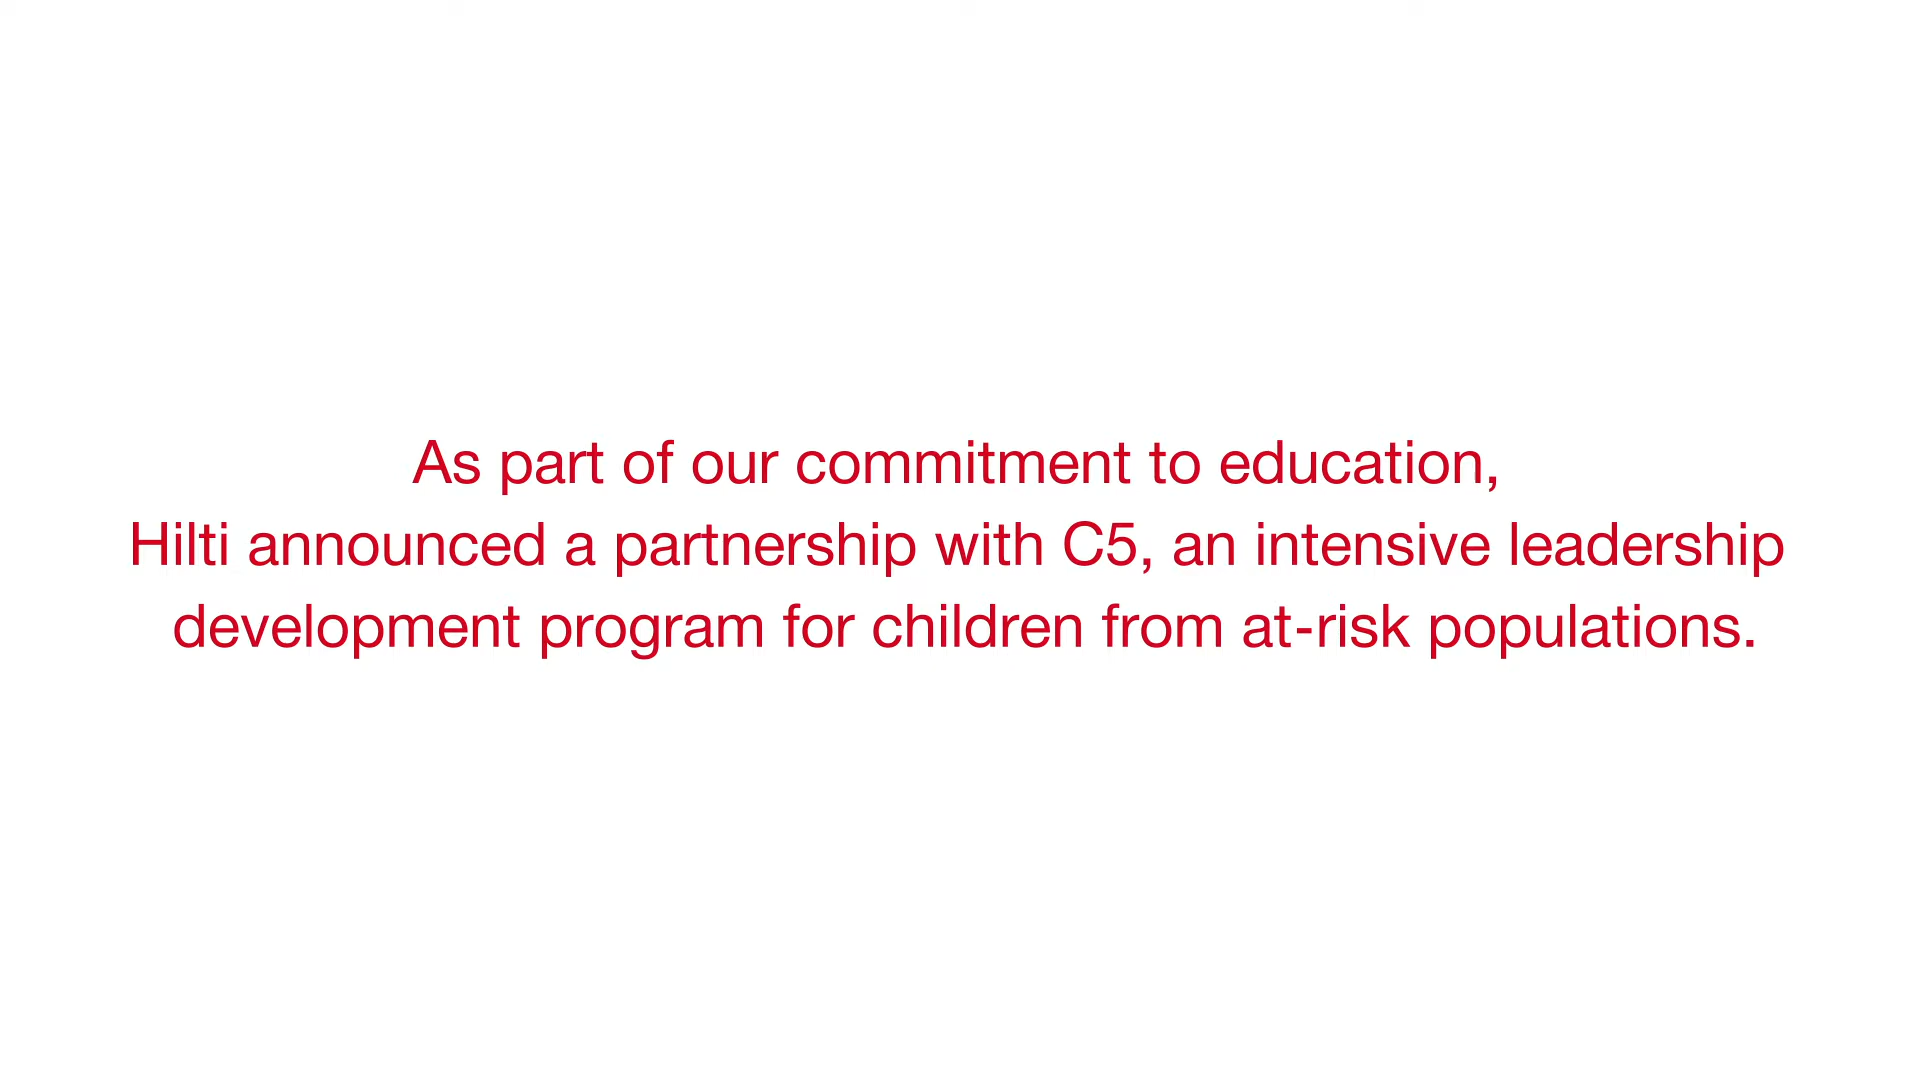 As part of our commitment to education,
Hilti announced a partnership with C5, an intensive leadership
development program for children from at-risk populations.